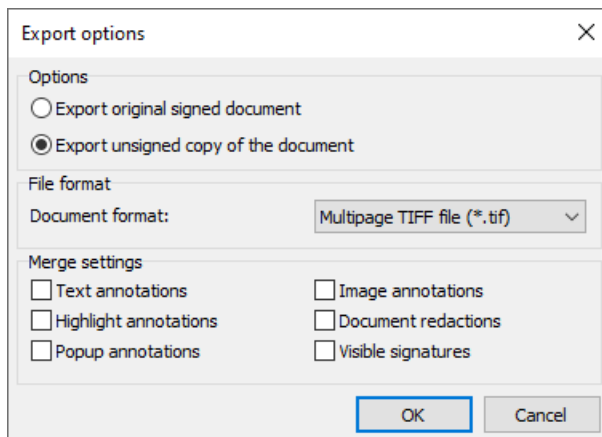 Export options
Options
Export original signed document
Export unsigned copy of the document
File format
Document format: Multipage TIFF file (*.tif)
Merge settings
Text annotations Image annotations
Highlight annotations Document redactions
Popup annotations Visible signatures
OK Cancel